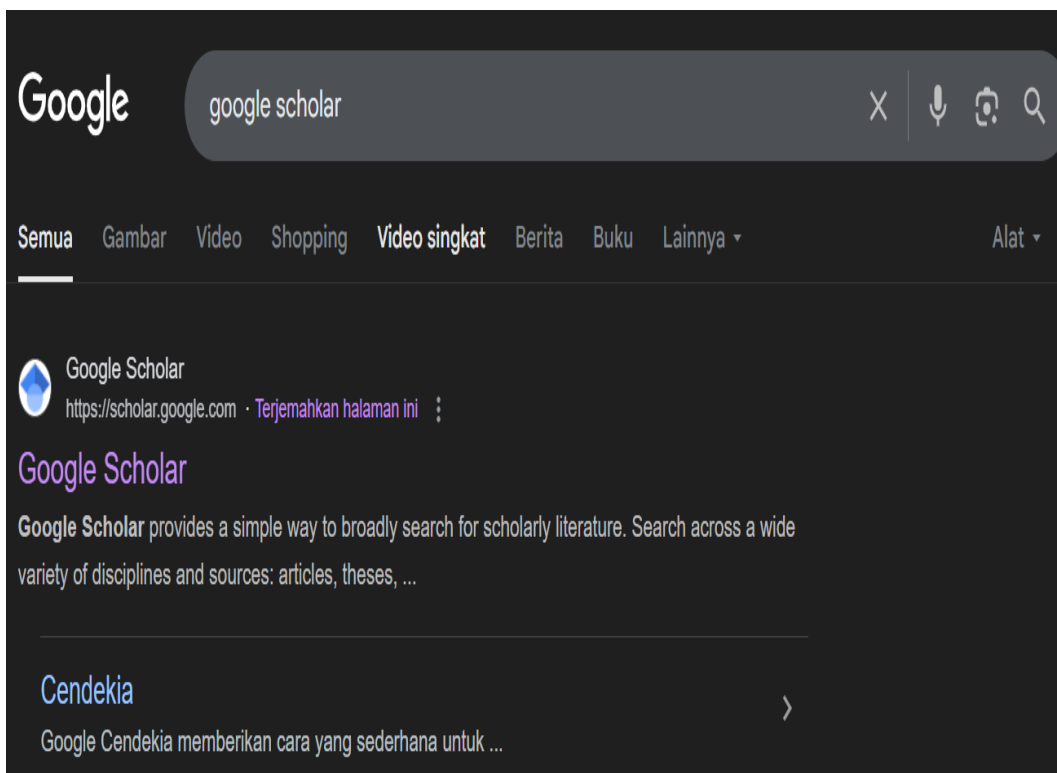 Google
google scholar
Semua Gambar Video Shopping Video singkat Berita Buku Lainnya Alat
Google Scholar
https://scholar.google.com · Terjemahkan halaman ini
Google Scholar
Google Scholar provides a simple way to broadly search for scholarly literature. Search across a wide
variety of disciplines and sources: articles, theses, ...
Cendekia
Google Cendekia memberikan cara yang sederhana untuk ...